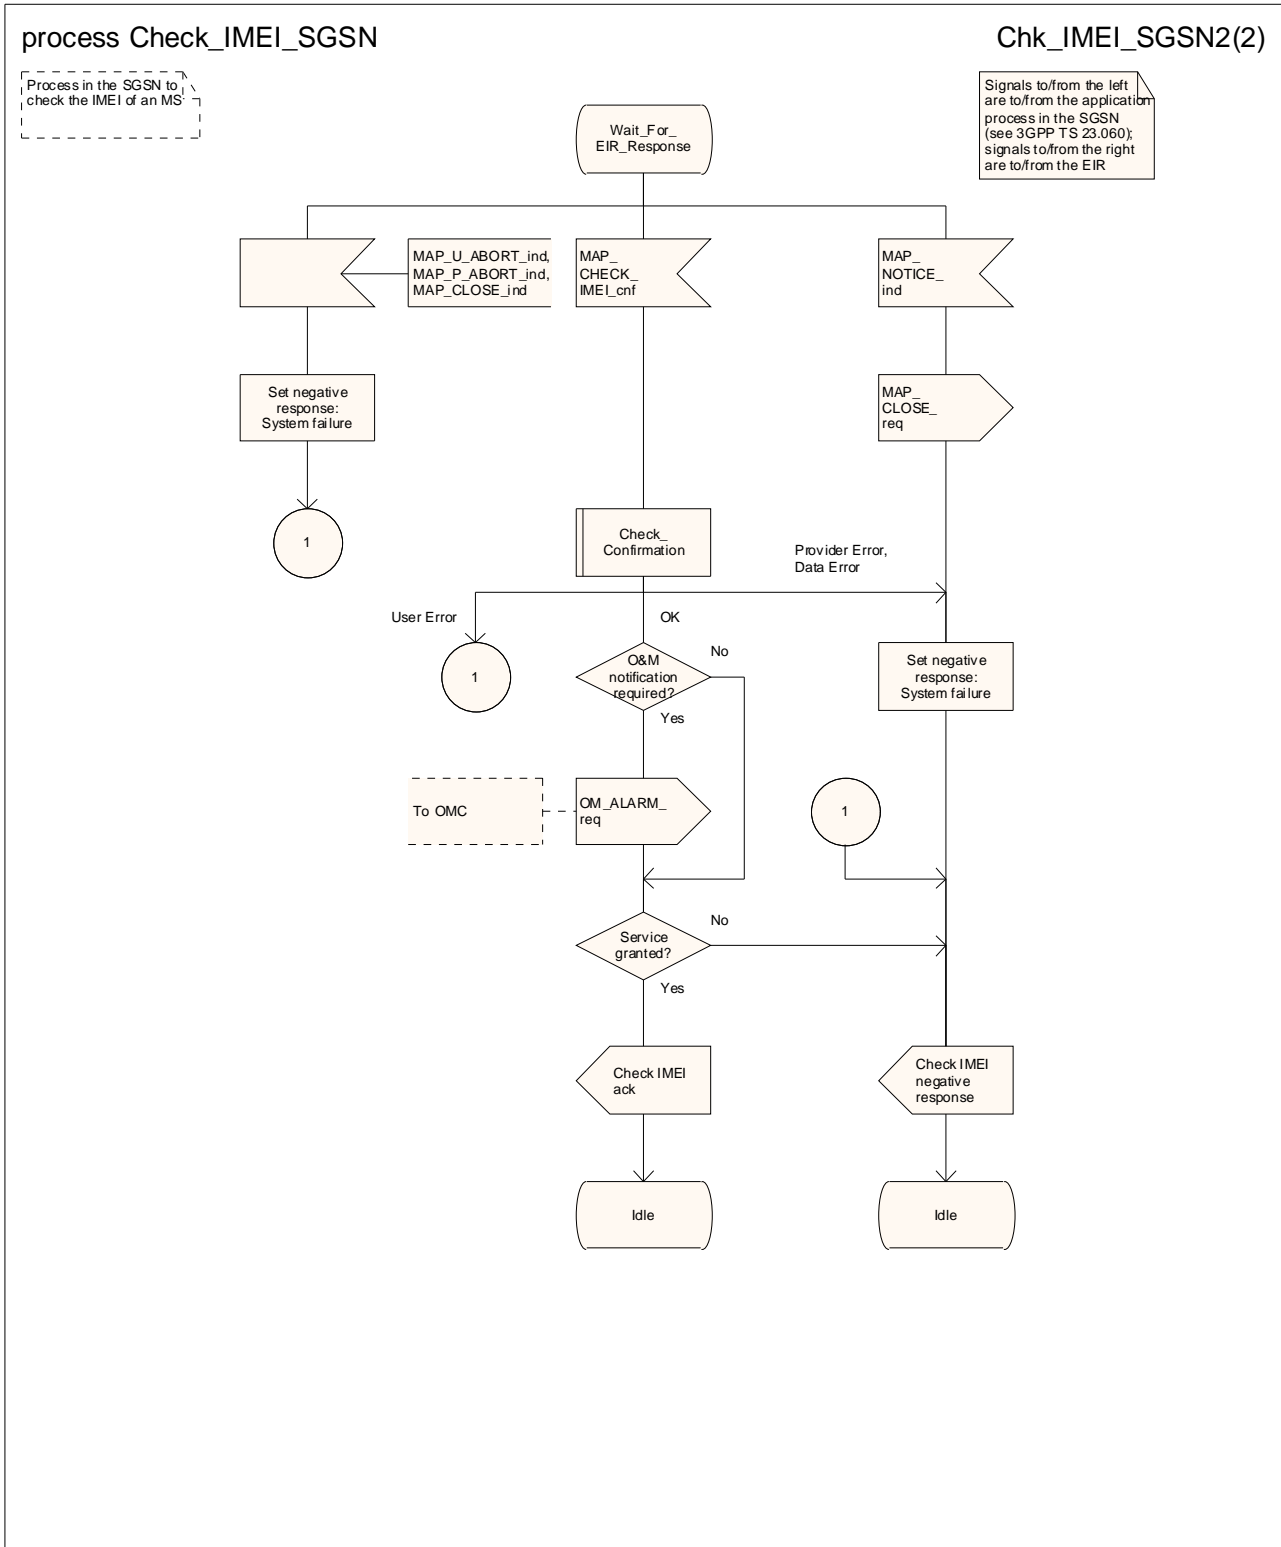 process Check_IMEI_SGSN
Chk_IMEI_SGSN2(2)
Process in the SGSN to
check the IMEI of an MS
Signals to/from the left
are to/from the application
process in the SGSN
(see 3GPP TS 23.060);
signals to/from the right
are to/from the EIR
Wait_For_
EIR_Response
MAP_U_ABORT_ind,
MAP_P_ABORT_ind,
MAP_CLOSE_ind
MAP_
CHECK_
IMEI_cnf
MAP_
NOTICE_
ind
Set negative
response:
System failure
MAP_
CLOSE_
req
1
Check_
Confirmation
Provider Error,
Data Error
User Error
OK
1
O&M
notification
required?
No
Yes
Set negative
response:
System failure
To OMC
OM_ALARM_
req
1
Service
granted?
No
Yes
Check IMEI
ack
Check IMEI
negative
response
Idle
Idle